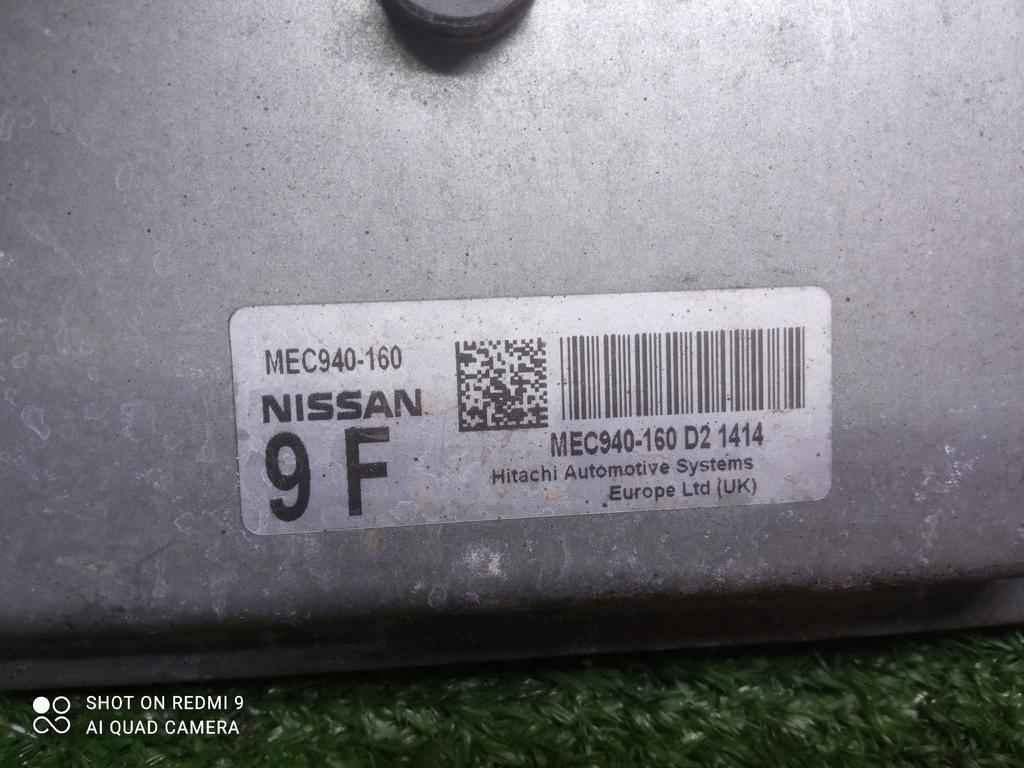 MEC940-160
NISSAN
9 F
MEC940-160 D2 1414
Hitachi Automotive Systems
Europe Ltd (UK)
SHOT ON REDMI 9
AI QUAD CAMERA